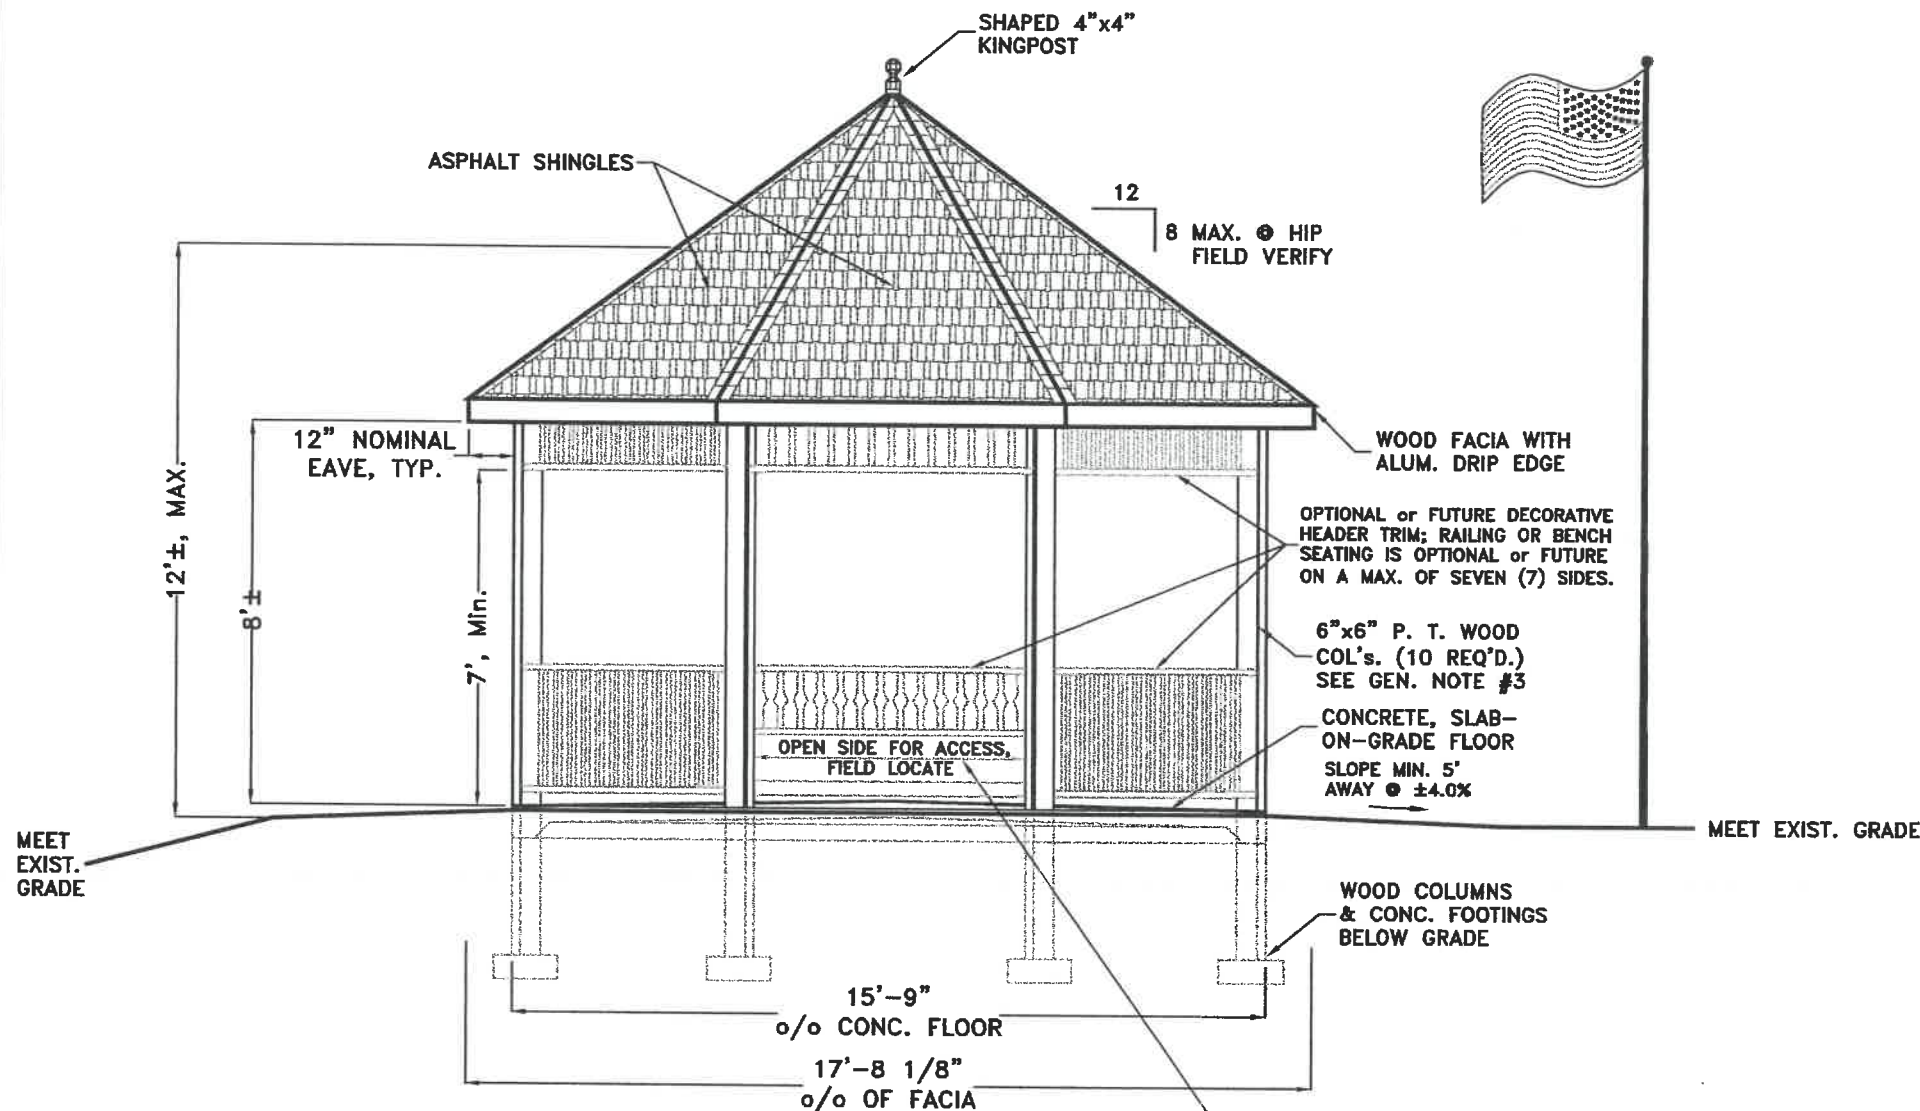 SHAPED 4"x4"
KINGPOST
ASPHALT SHINGLES
12
8 MAX. @ HIP
FIELD VERIFY
12" NOMINAL
EAVE, TYP.
12'±, MAX.
8'±
7', Min.
WOOD FACIA WITH
ALUM. DRIP EDGE
OPTIONAL or FUTURE DECORATIVE
HEADER TRIM; RAILING OR BENCH
SEATING IS OPTIONAL or FUTURE
ON A MAX. OF SEVEN (7) SIDES.
6"x6" P. T. WOOD
COL's. (10 REQ'D.)
SEE GEN. NOTE #3
CONCRETE, SLAB-
ON-GRADE FLOOR
SLOPE MIN. 5'
AWAY @ ±4.0%
OPEN SIDE FOR ACCESS,
FIELD LOCATE
MEET
EXIST.
GRADE
MEET EXIST. GRADE
WOOD COLUMNS
& CONC. FOOTINGS
BELOW GRADE
15'-9"
o/o CONC. FLOOR
17'-8 1/8"
o/o OF FACIA